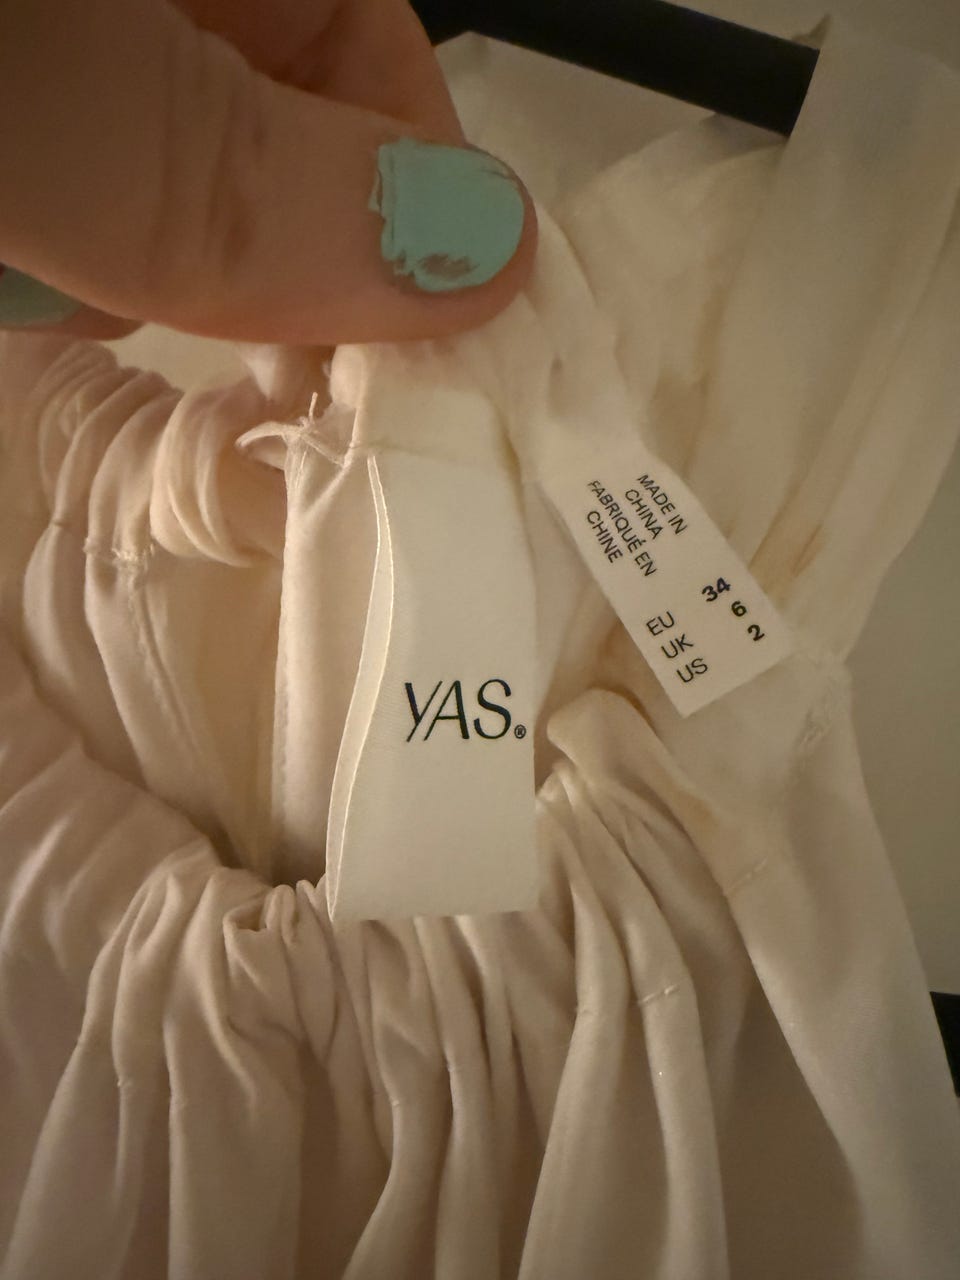 YAS.®
MADE IN
CHINA
FABRIQUÉ EN
CHINE
EU 34
UK 6
US 2